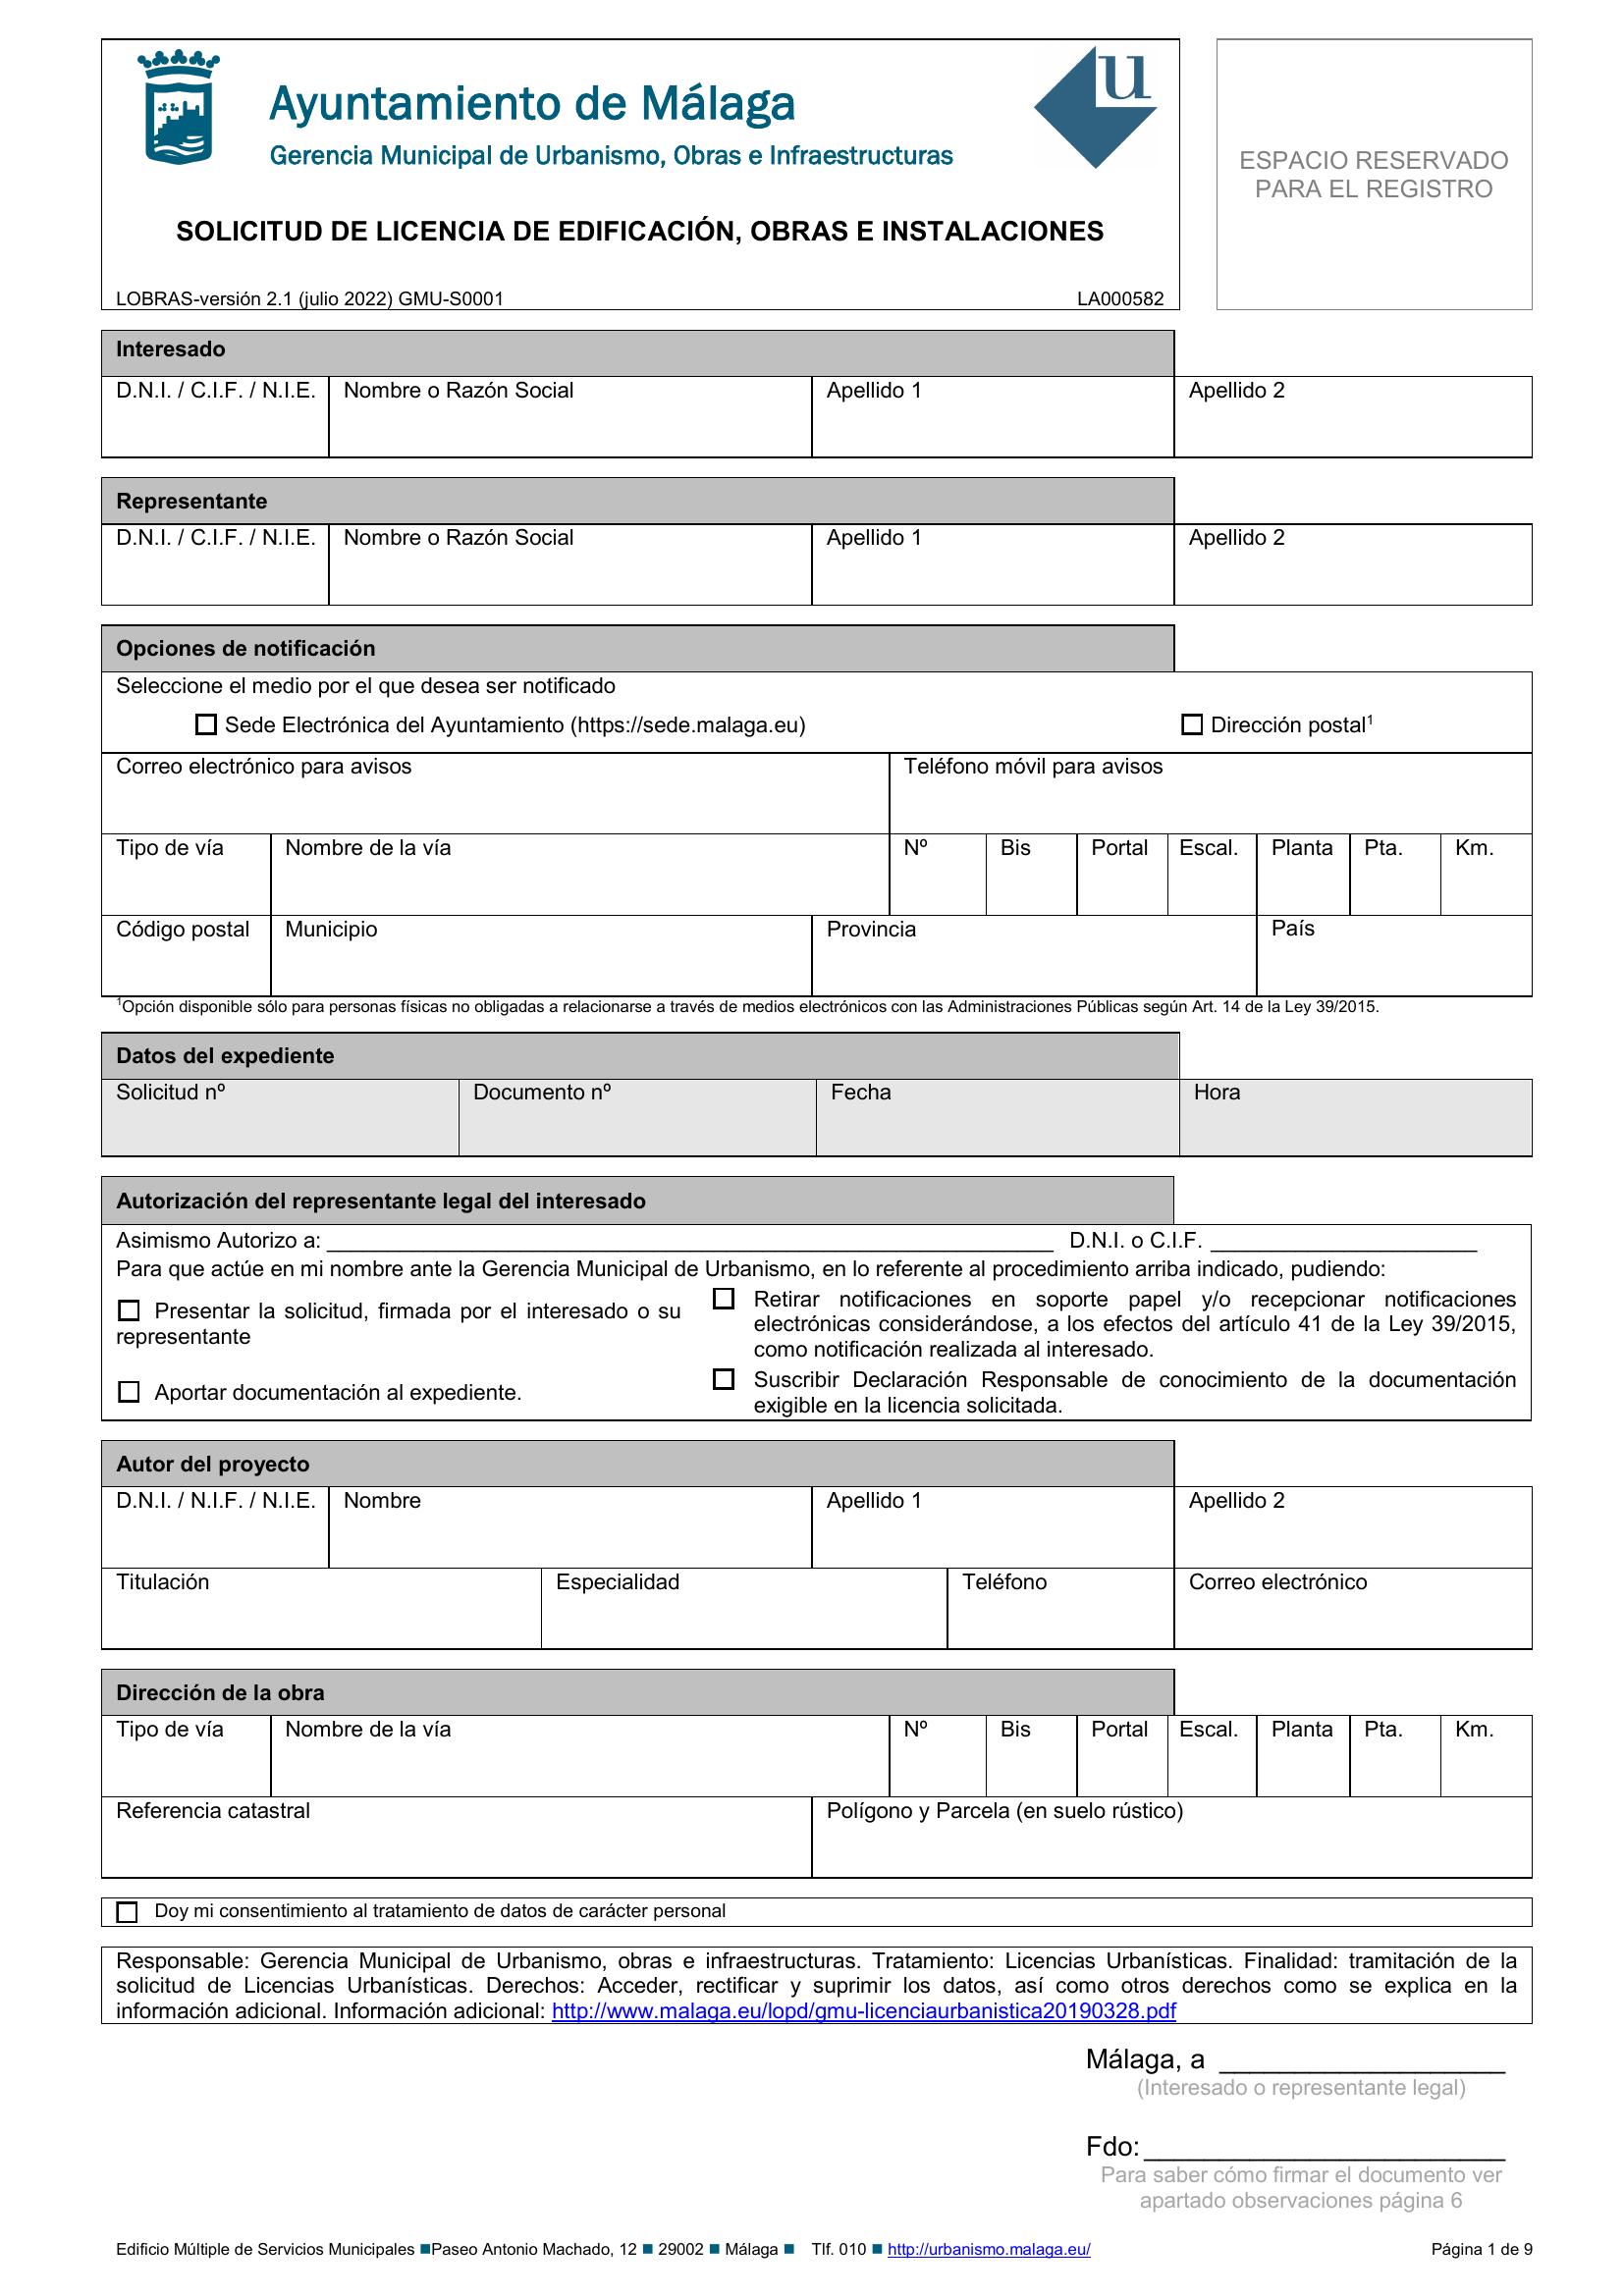 Ayuntamiento de Málaga
Gerencia Municipal de Urbanismo, Obras e Infraestructuras
u
SOLICITUD DE LICENCIA DE EDIFICACIÓN, OBRAS E INSTALACIONES
LOBRAS-versión 2.1 (julio 2022) GMU-S0001 LA000582
ESPACIO RESERVADO
PARA EL REGISTRO
Interesado
D.N.I. / C.I.F. / N.I.E. Nombre o Razón Social Apellido 1 Apellido 2
Representante
D.N.I. / C.I.F. / N.I.E. Nombre o Razón Social Apellido 1 Apellido 2
Opciones de notificación
Seleccione el medio por el que desea ser notificado
☐ Sede Electrónica del Ayuntamiento (https://sede.malaga.eu) ☐ Dirección postal¹
Correo electrónico para avisos Teléfono móvil para avisos
Tipo de vía Nombre de la vía Nº Bis Portal Escal. Planta Pta. Km.
Código postal Municipio Provincia País
¹Opción disponible sólo para personas físicas no obligadas a relacionarse a través de medios electrónicos con las Administraciones Públicas según Art. 14 de la Ley 39/2015.
Datos del expediente
Solicitud nº Documento nº Fecha Hora
Autorización del representante legal del interesado
Asimismo Autorizo a: ____________________ D.N.I. o C.I.F. ____________________
Para que actúe en mi nombre ante la Gerencia Municipal de Urbanismo, en lo referente al procedimiento arriba indicado, pudiendo:
☐ Presentar la solicitud, firmada por el interesado o su
representante
☐ Aportar documentación al expediente.
☐ Retirar notificaciones en soporte papel y/o recepcionar notificaciones
electrónicas considerándose, a los efectos del artículo 41 de la Ley 39/2015,
como notificación realizada al interesado.
☐ Suscribir Declaración Responsable de conocimiento de la documentación
exigible en la licencia solicitada.
Autor del proyecto
D.N.I. / N.I.F. / N.I.E. Nombre Apellido 1 Apellido 2
Titulación Especialidad Teléfono Correo electrónico
Dirección de la obra
Tipo de vía Nombre de la vía Nº Bis Portal Escal. Planta Pta. Km.
Referencia catastral Polígono y Parcela (en suelo rústico)
☐ Doy mi consentimiento al tratamiento de datos de carácter personal
Responsable: Gerencia Municipal de Urbanismo, obras e infraestructuras. Tratamiento: Licencias Urbanísticas. Finalidad: tramitación de la
solicitud de Licencias Urbanísticas. Derechos: Acceder, rectificar y suprimir los datos, así como otros derechos como se explica en la
información adicional. Información adicional: http://www.malaga.eu/lopd/gmu-licenciaurbanistica20190328.pdf
Málaga, a ____________________
(Interesado o representante legal)
Fdo: ____________________
Para saber cómo firmar el documento ver
apartado observaciones página 6
Edificio Múltiple de Servicios Municipales ■Paseo Antonio Machado, 12 ■ 29002 ■ Málaga ■ Tlf. 010 ■ http://urbanismo.malaga.eu/ Página 1 de 9